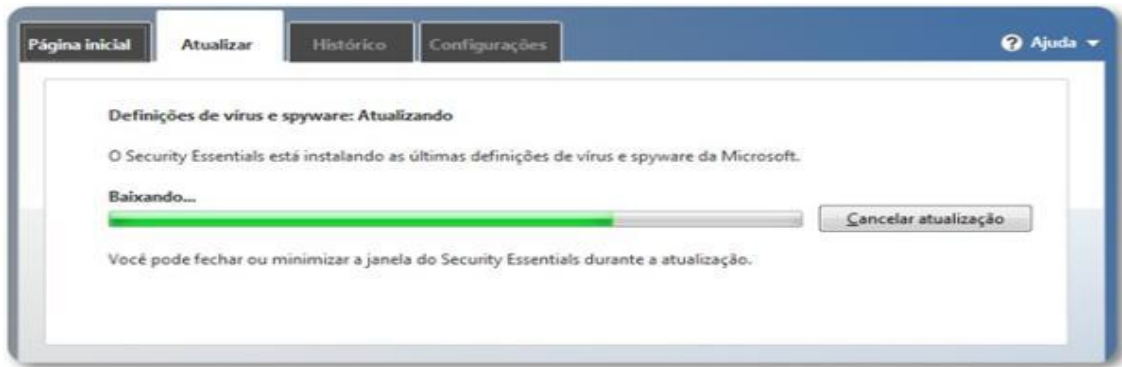 Página inicial
Atualizar
Histórico
Configurações
? Ajuda
Definições de vírus e spyware: Atualizando
O Security Essentials está instalando as últimas definições de vírus e spyware da Microsoft.
Baixando...
Cancelar atualização
Você pode fechar ou minimizar a janela do Security Essentials durante a atualização.